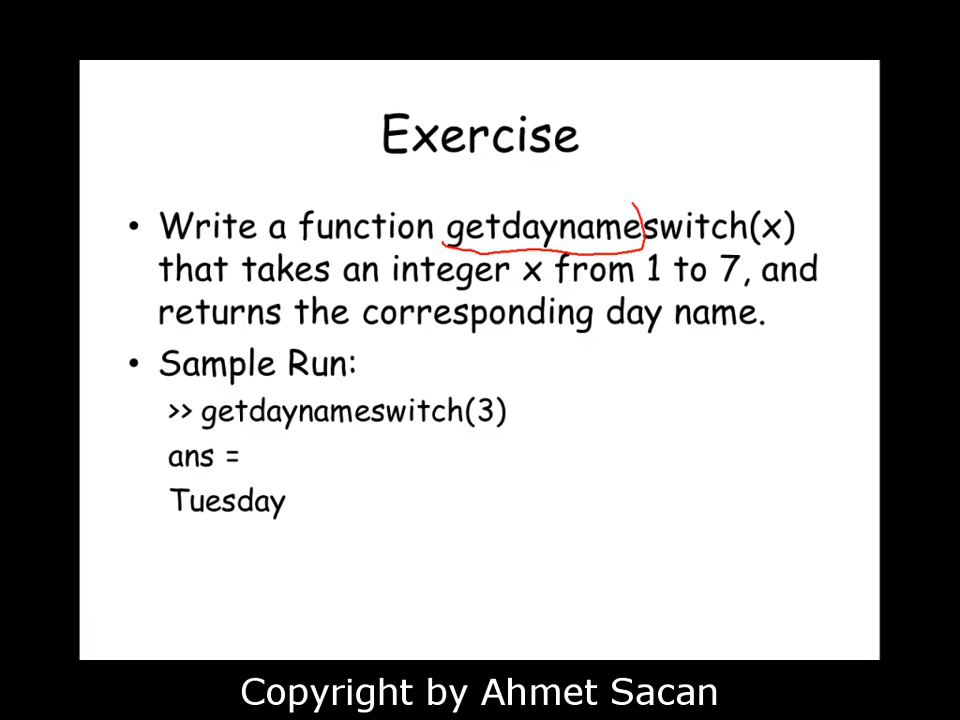 Exercise
• Write a function getdaynameswitch(x)
that takes an integer x from 1 to 7, and
returns the corresponding day name.
• Sample Run:
>> getdaynameswitch(3)
ans =
Tuesday
Copyright by Ahmet Sacan